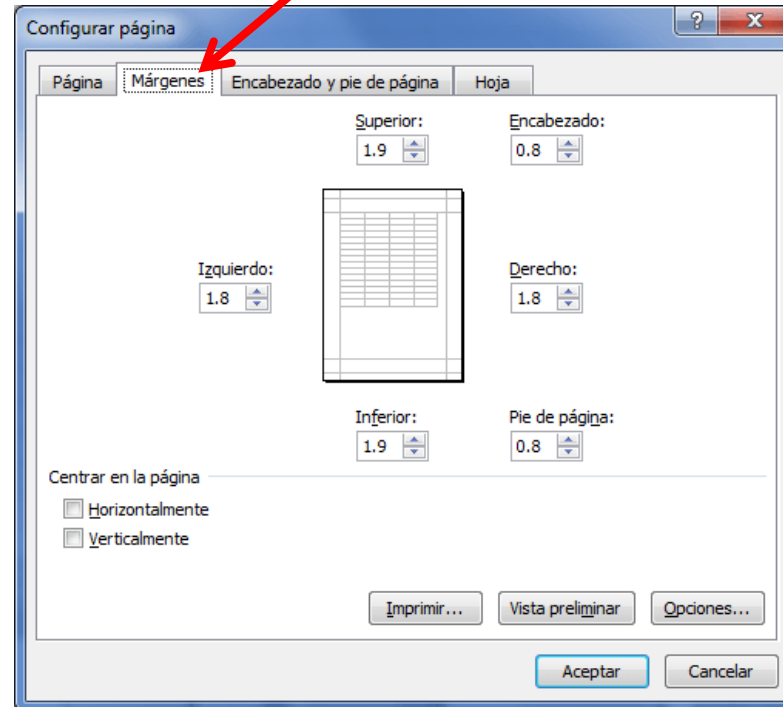 Configurar página
Página Márgenes Encabezado y pie de página Hoja
Superior: Encabezado:
1.9 0.8
Izquierdo: Derecho:
1.8 1.8
Inferior: Pie de página:
1.9 0.8
Centrar en la página
Horizontalmente
Verticalmente
Imprimir... Vista preliminar Opciones...
Aceptar Cancelar